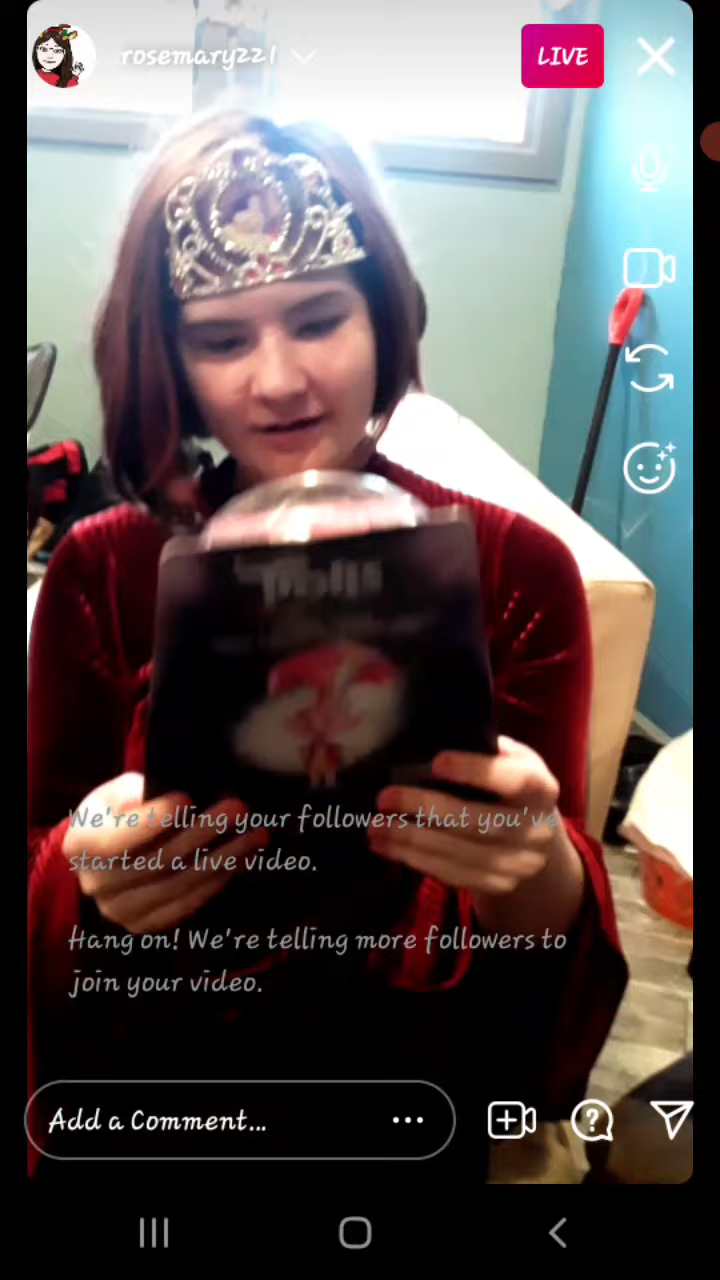 rosemary221
LIVE
We're telling your followers that you've
started a live video.
Hang on! We're telling more followers to
join your video.
Add a Comment...